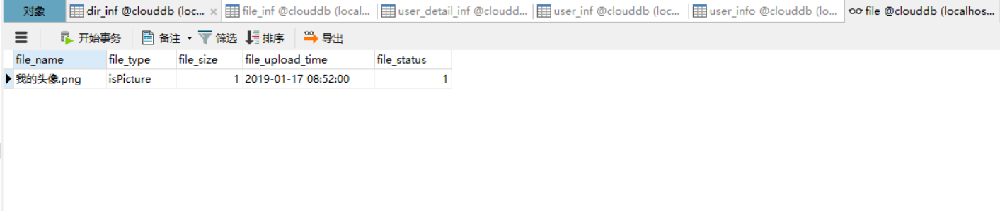 对象 dir_inf @clouddb (loc... × file_inf @clouddb (local... user_detail_inf @cloudd... user_inf @clouddb (loc... user_info @clouddb (lo... file @clouddb (localhos...
开始事务 备注 筛选 排序 导出
file_name file_type file_size file_upload_time file_status
我的头像.png isPicture 1 2019-01-17 08:52:00 1